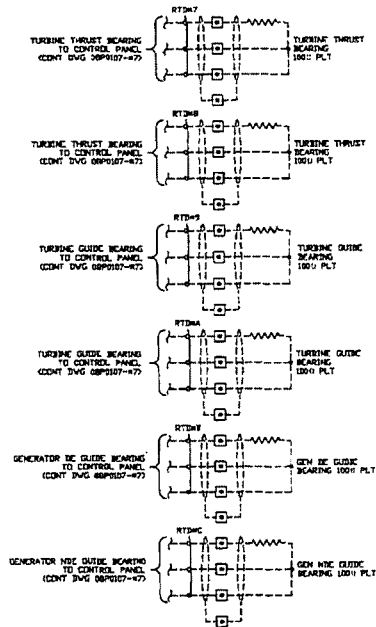 RTD#7
TURBINE THRUST BEARING
TO CONTROL PANEL
(CONT DWG 08P0107-#7)
TURBINE THRUST
BEARING
100Ω PLT
RTD#8
TURBINE THRUST BEARING
TO CONTROL PANEL
(CONT DWG 08P0107-#7)
TURBINE THRUST
BEARING
100Ω PLT
RTD#9
TURBINE GUIDE BEARING
TO CONTROL PANEL
(CONT DWG 08P0107-#7)
TURBINE GUIDE
BEARING
100Ω PLT
RTD#A
TURBINE GUIDE BEARING
TO CONTROL PANEL
(CONT DWG 08P0107-#7)
TURBINE GUIDE
BEARING
100Ω PLT
GENERATOR DE GUIDE BEARING
TO CONTROL PANEL
(CONT DWG 08P0107-#7)
GEN DE GUIDE
BEARING 100Ω PLT
RTD#C
GENERATOR NDE GUIDE BEARING
TO CONTROL PANEL
(CONT DWG 08P0107-#7)
GEN NDE GUIDE
BEARING 100Ω PLT